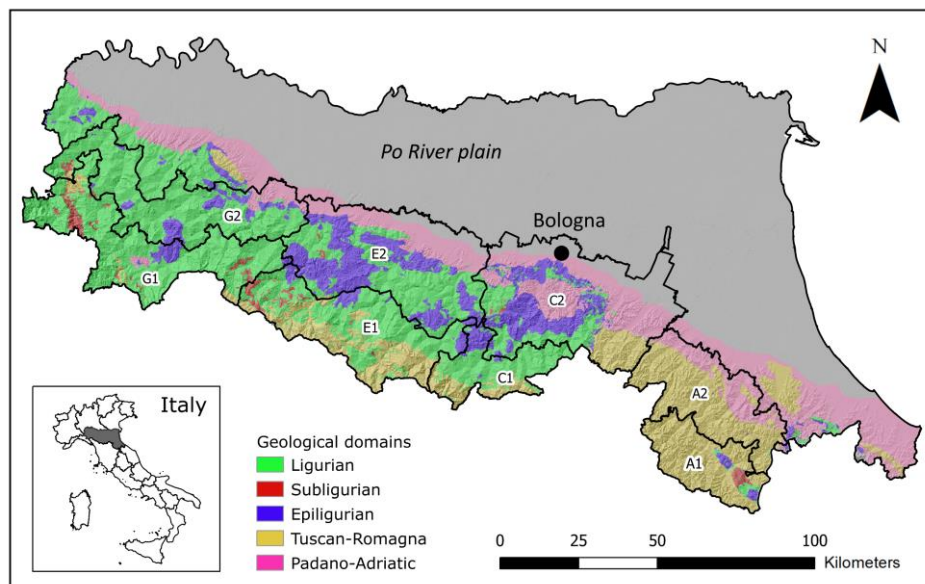 N
Po River plain
Bologna
G2
E2
C2
G1
E1
C1
A2
A1
Italy
Geological domains
Ligurian
Subligurian
Epiligurian
Tuscan-Romagna
Padano-Adriatic
0 25 50 100
Kilometers